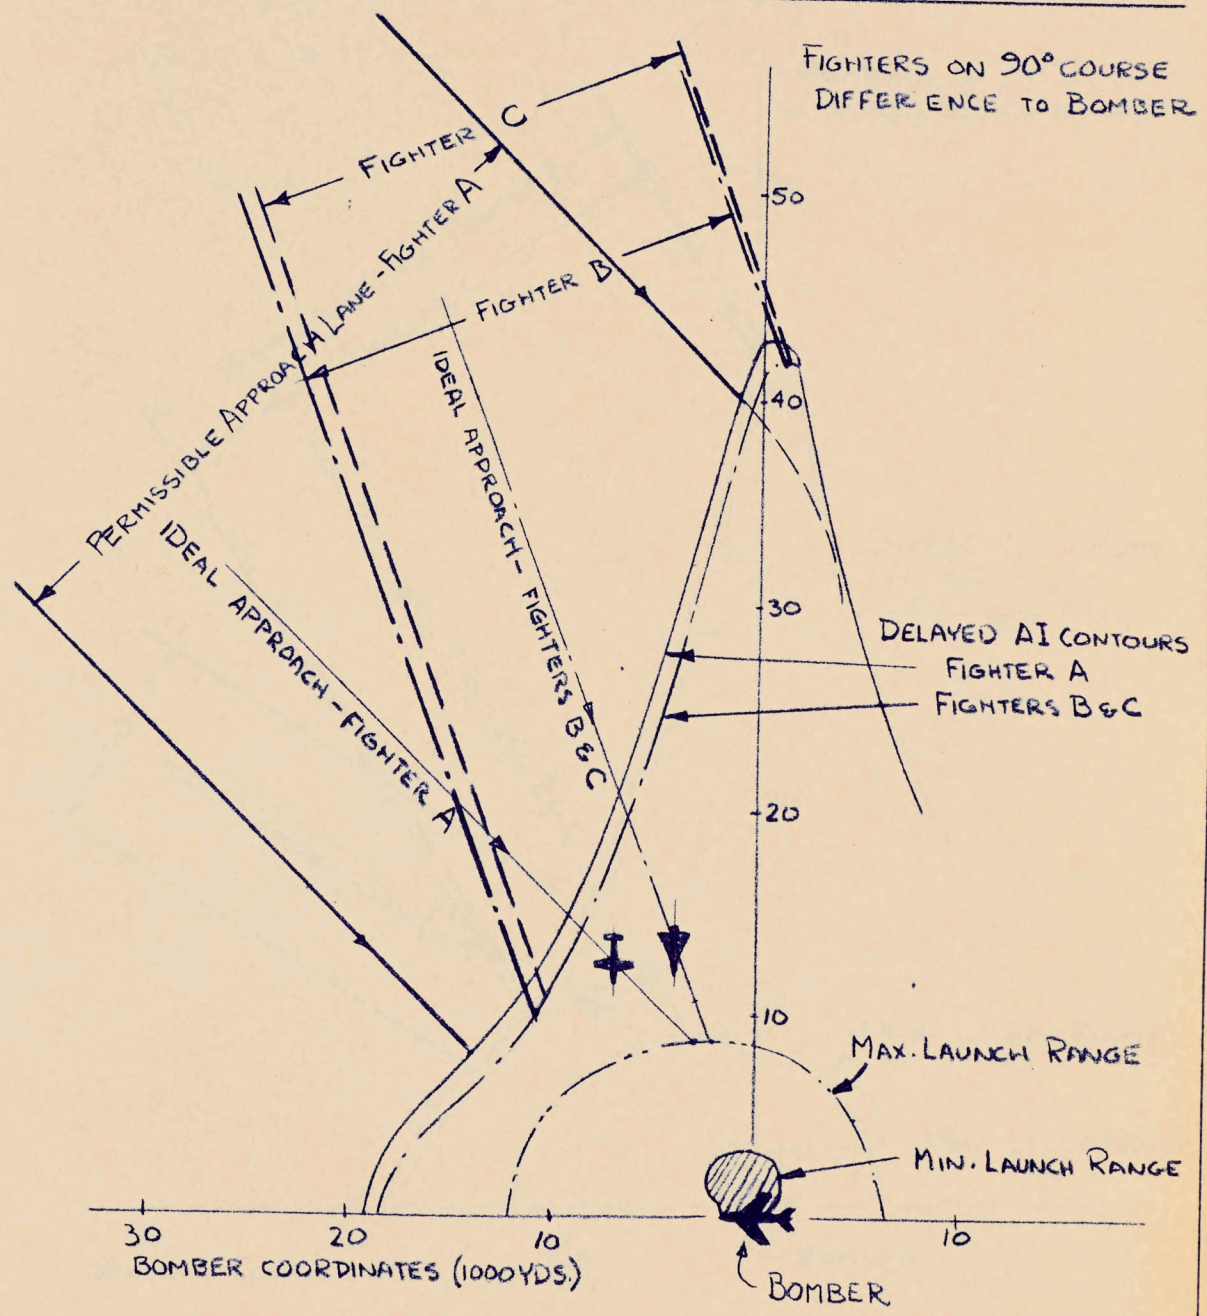 FIGHTERS ON 90° COURSE
DIFFERENCE TO BOMBER
FIGHTER C
PERMISSIBLE APPROACH LANE - FIGHTER A
FIGHTER B
IDEAL APPROACH - FIGHTERS B & C
IDEAL APPROACH - FIGHTER A
50
40
30
20
10
DELAYED AI CONTOURS
FIGHTER A
FIGHTERS B & C
MAX. LAUNCH RANGE
MIN. LAUNCH RANGE
30
20
10
10
BOMBER COORDINATES (1000 YDS.)
BOMBER